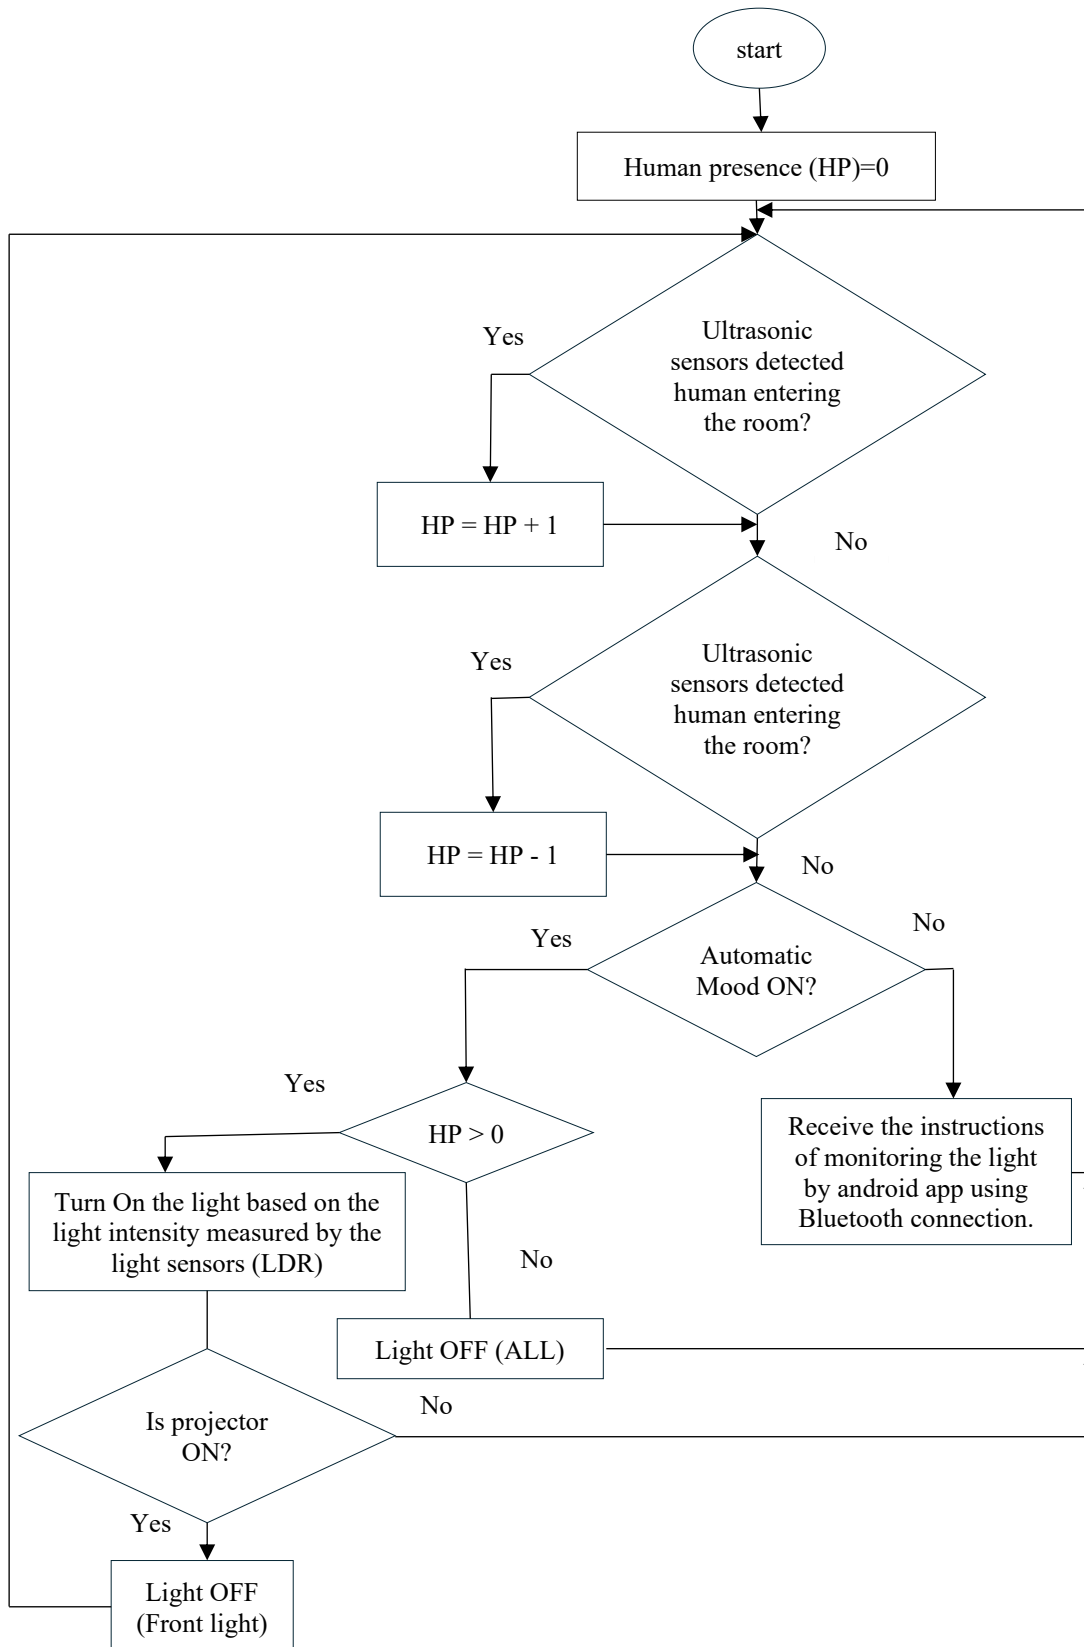 start
Human presence (HP)=0
Yes
Ultrasonic
sensors detected
human entering
the room?
HP = HP + 1
No
Yes
Ultrasonic
sensors detected
human entering
the room?
HP = HP - 1
No
Yes
Automatic
Mood ON?
No
Yes
HP > 0
Receive the instructions
of monitoring the light
by android app using
Bluetooth connection.
Turn On the light based on the
light intensity measured by the
light sensors (LDR)
No
Light OFF (ALL)
Is projector
ON?
No
Yes
Light OFF
(Front light)